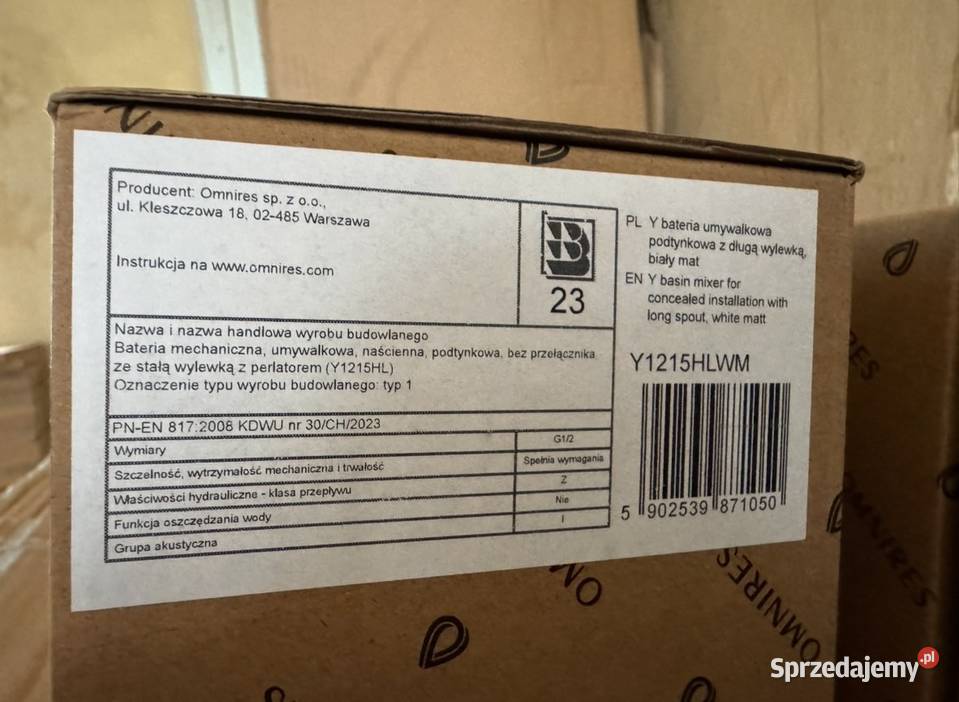 Producent: Omnires sp. z o.o.,
ul. Kleszczowa 18, 02-485 Warszawa
Instrukcja na www.omnires.com
B
23
Nazwa i nazwa handlowa wyrobu budowlanego
Bateria mechaniczna, umywalkowa, naścienna, podtynkowa, bez przełącznika
ze stałą wylewką z perlatorem (Y1215HL)
Oznaczenie typu wyrobu budowlanego: typ 1
PN-EN 817:2008 KDWU nr 30/CH/2023
Wymiary G1/2
Szczelność, wytrzymałość mechaniczna i trwałość Spełnia wymagania
Właściwości hydrauliczne - klasa przepływu Z
Funkcja oszczędzania wody Nie
Grupa akustyczna I
PL Y bateria umywalkowa
podtynkowa z długą wylewką,
biały mat
EN Y basin mixer for
concealed installation with
long spout, white matt
Y1215HLWM
5 902539 871050
OMNIRES
OMNIRES
Sprzedajemy.pl